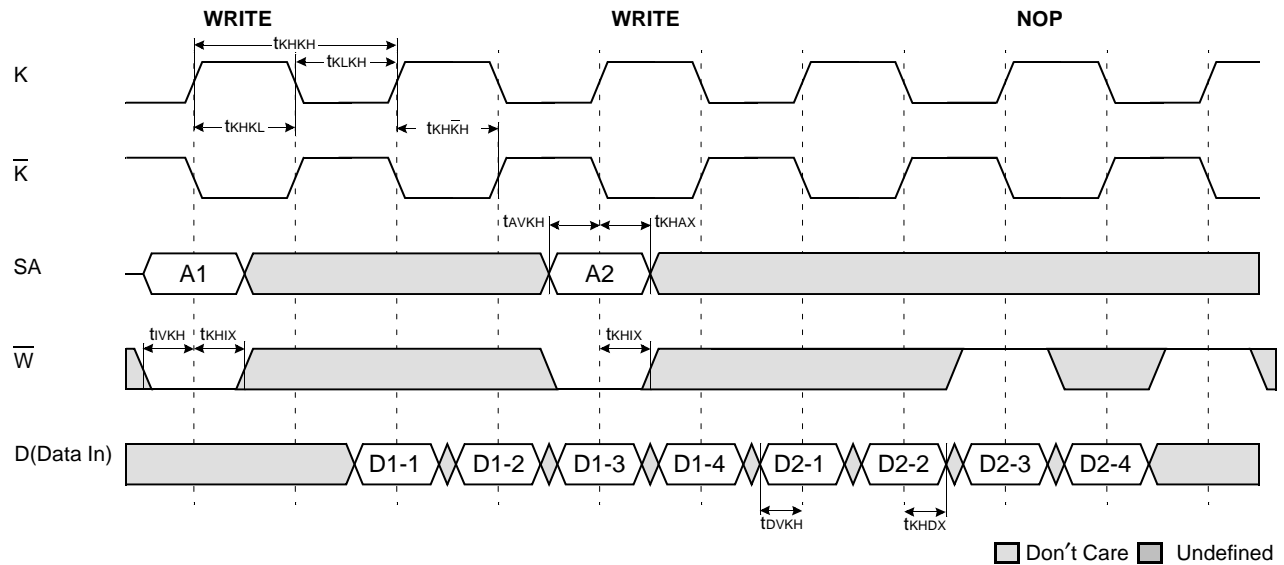 WRITE WRITE NOP
tKHKH
tKLKH
K
tKHKL tKHK̅H
K̅
tAVKH tKHAX
SA A1 A2
tIVKH tKHIX tKHIX
W̅
D(Data In) D1-1 D1-2 D1-3 D1-4 D2-1 D2-2 D2-3 D2-4
tDVKH tKHDX
Don′t Care Undefined